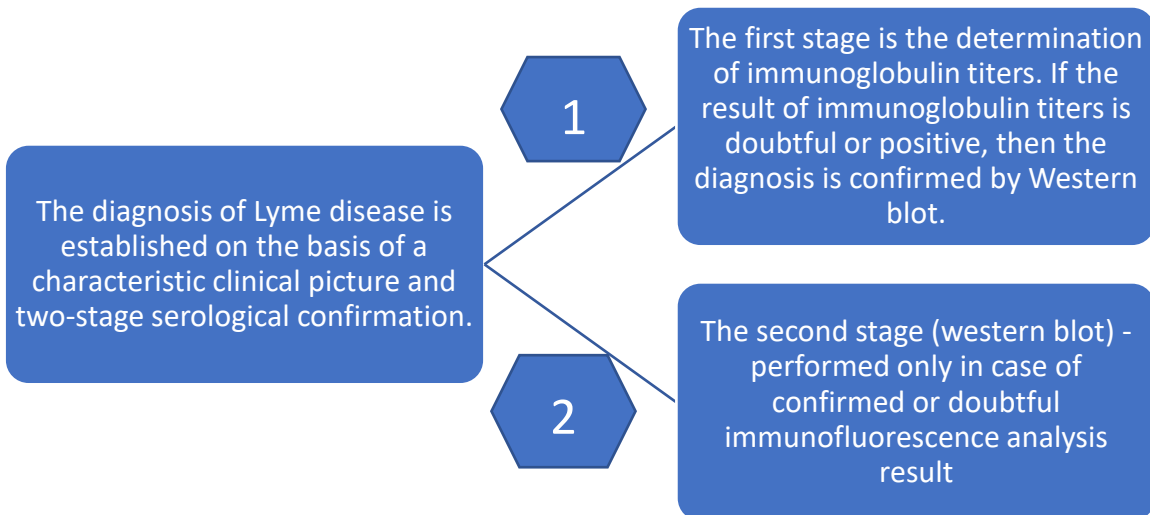 The diagnosis of Lyme disease is
established on the basis of a
characteristic clinical picture and
two-stage serological confirmation.
1
The first stage is the determination
of immunoglobulin titers. If the
result of immunoglobulin titers is
doubtful or positive, then the
diagnosis is confirmed by Western
blot.
2
The second stage (western blot) -
performed only in case of
confirmed or doubtful
immunofluorescence analysis
result